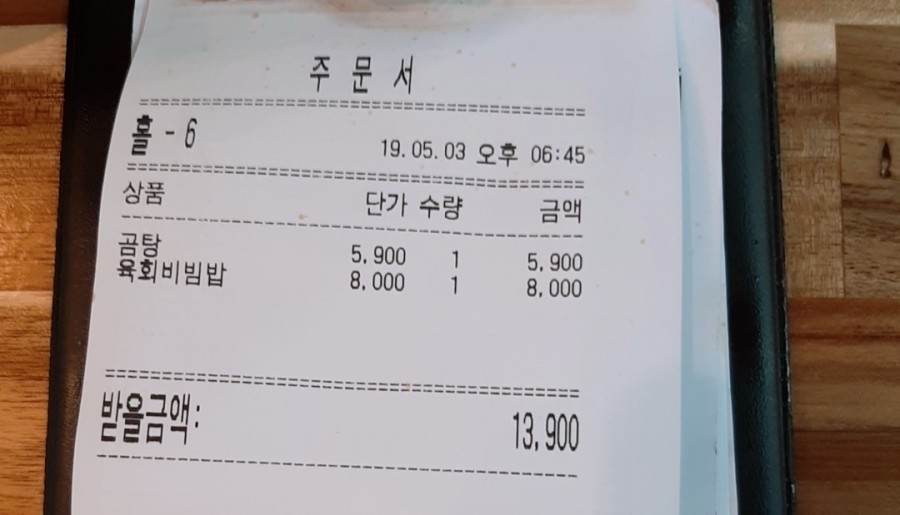 주 문 서
==================================================
홀 - 6
19.05.03 오후 06:45
==================================================
상품 단가 수량 금액
--------------------------------------------------
곰탕 5,900 1 5,900
육회비빔밥 8,000 1 8,000
==================================================
받을금액: 13,900
--------------------------------------------------